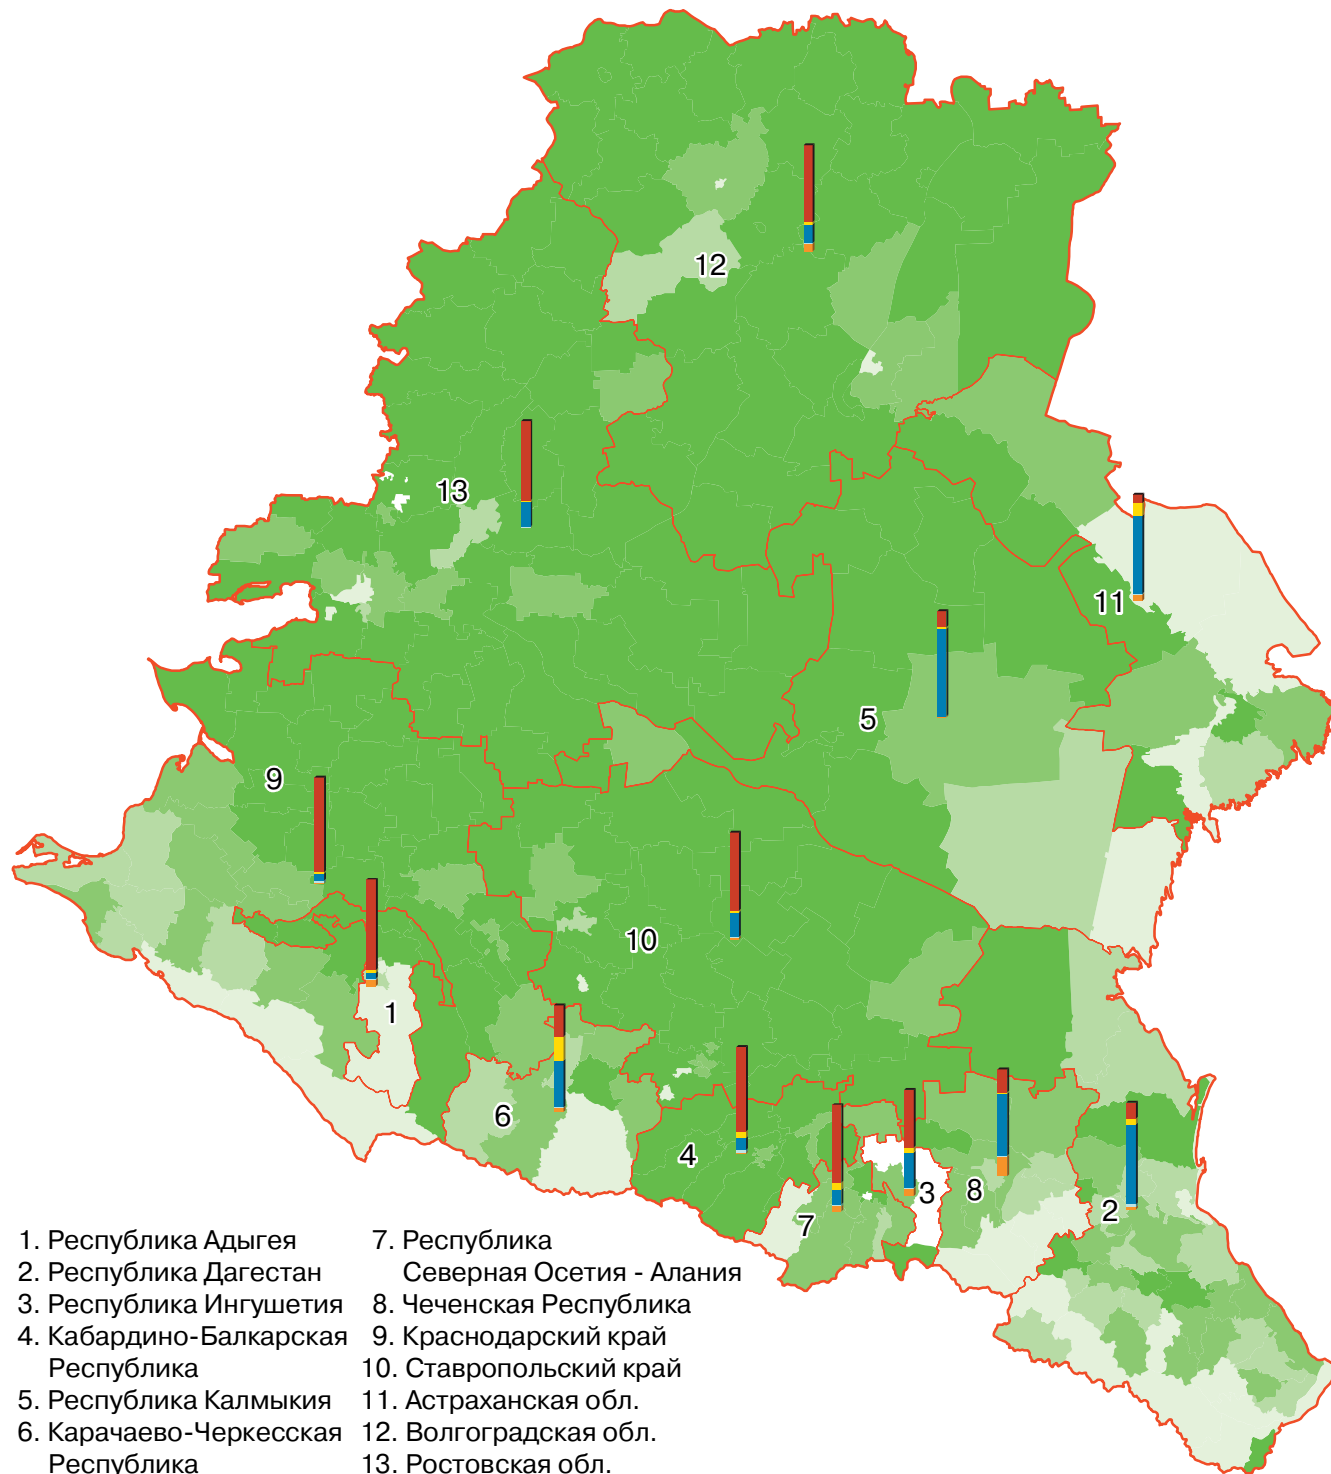 12
13
11
5
9
10
1
6
4
3
8
7
2
1. Республика Адыгея
2. Республика Дагестан
3. Республика Ингушетия
4. Кабардино-Балкарская
Республика
5. Республика Калмыкия
6. Карачаево-Черкесская
Республика
7. Республика
Северная Осетия - Алания
8. Чеченская Республика
9. Краснодарский край
10. Ставропольский край
11. Астраханская обл.
12. Волгоградская обл.
13. Ростовская обл.